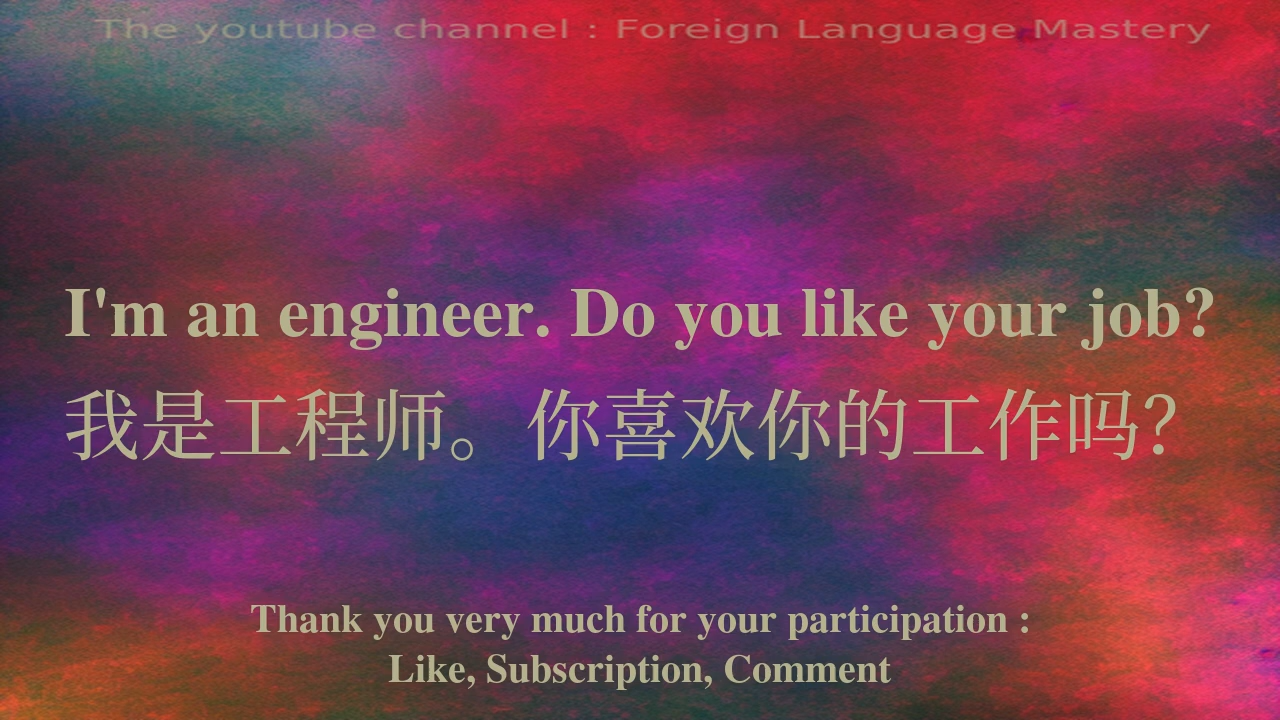 The youtube channel : Foreign Language Mastery
I'm an engineer. Do you like your job?
我是工程师。你喜欢你的工作吗?
Thank you very much for your participation :
Like, Subscription, Comment